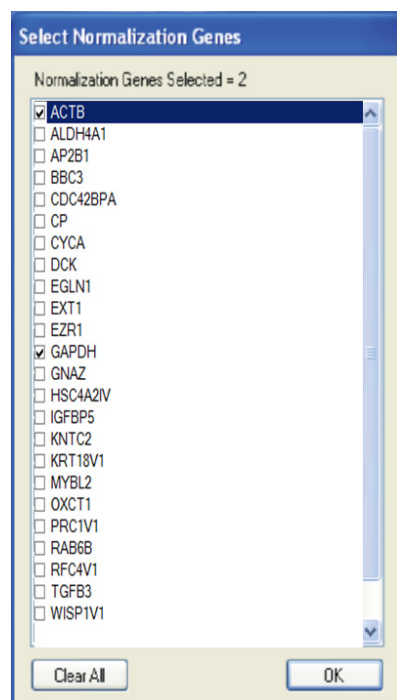 Select Normalization Genes
Normalization Genes Selected = 2
ACTB
ALDH4A1
AP2B1
BBC3
CDC42BPA
CP
CYCA
DCK
EGLN1
EXT1
EZR1
GAPDH
GNAZ
HSC4A2IV
IGFBP5
KNTC2
KRT18V1
MYBL2
OXCT1
PRC1V1
RAB6B
RFC4V1
TGFB3
WISP1V1
Clear All OK